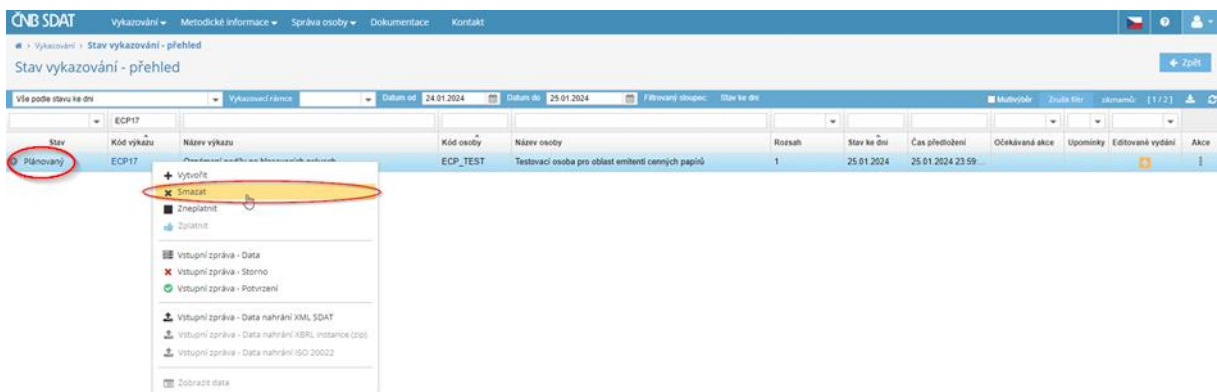 ČNB SDAT Vykazování Metodické informace Správa osoby Dokumentace Kontakt
Vykazování › Stav vykazování - přehled
Stav vykazování - přehled
Zpět
Vše podle stavu ke dni Vykazovací rámce Datum od 24.01.2024 Datum do 25.01.2024 Filtrovaný sloupec: Stav ke dni Multivýběr Zrušit filtr záznamů: [1/2]
ECP17
Stav Kód výkazu Název výkazu Kód osoby Název osoby Rozsah Stav ke dni Čas předložení Očekávaná akce Upomínky Editované vydání Akce
Plánovaný ECP17 Oznámení podílu na hlasovacích právech ECP_TEST Testovací osoba pro oblast emitentů cenných papírů 1 25.01.2024 25.01.2024 23:59:...
Vytvořit
Smazat
Zneplatnit
Zplatnit
Vstupní zpráva - Data
Vstupní zpráva - Storno
Vstupní zpráva - Potvrzení
Vstupní zpráva - Data nahrání XML SDAT
Vstupní zpráva - Data nahrání XBRL instance (zip)
Vstupní zpráva - Data nahrání ISO 20022
Zobrazit data